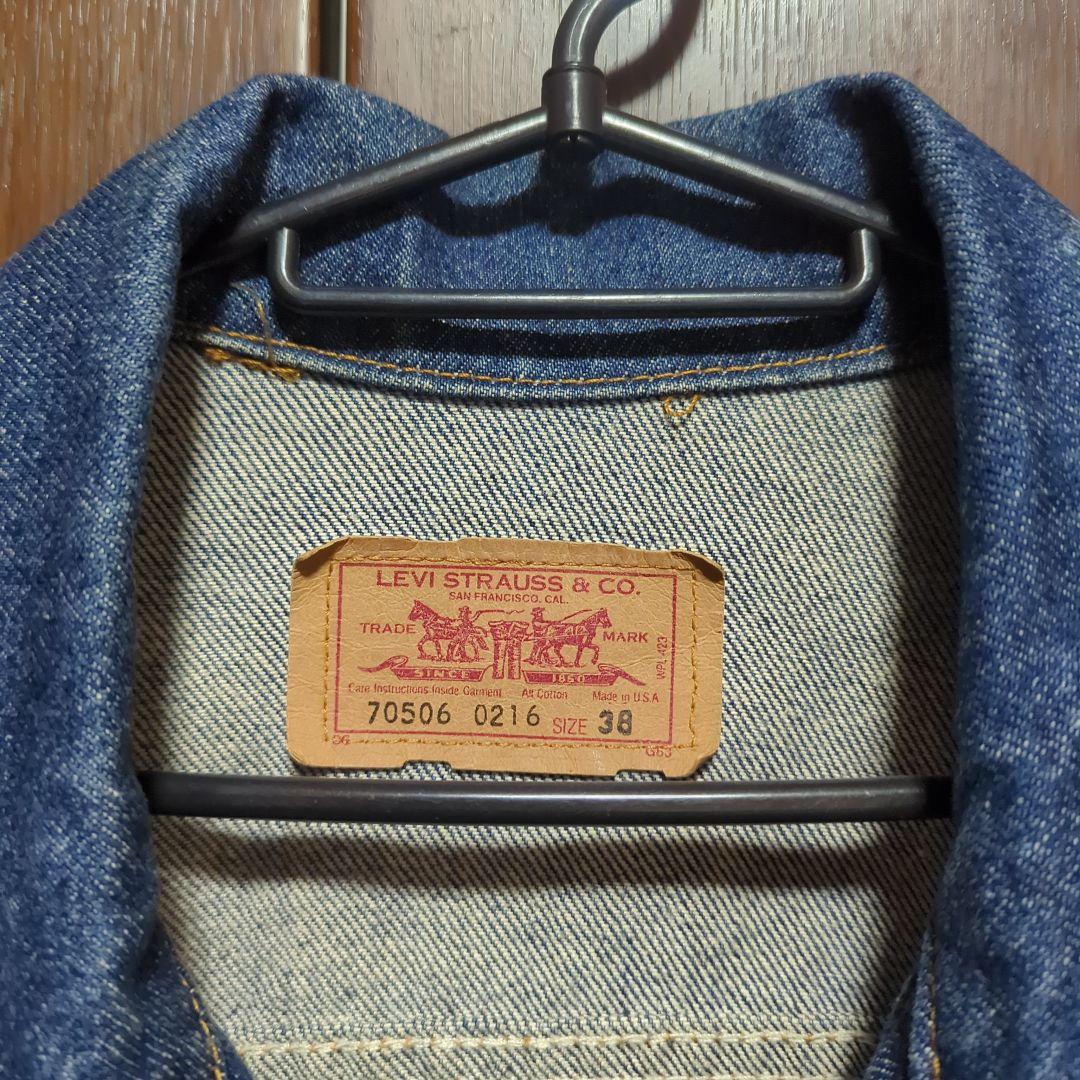 LEVI STRAUSS & CO.
SAN FRANCISCO, CAL.
TRADE MARK
SINCE 1850
WPL 423
Care Instructions Inside Garment All Cotton Made in U.S.A
70506 0216 SIZE 38